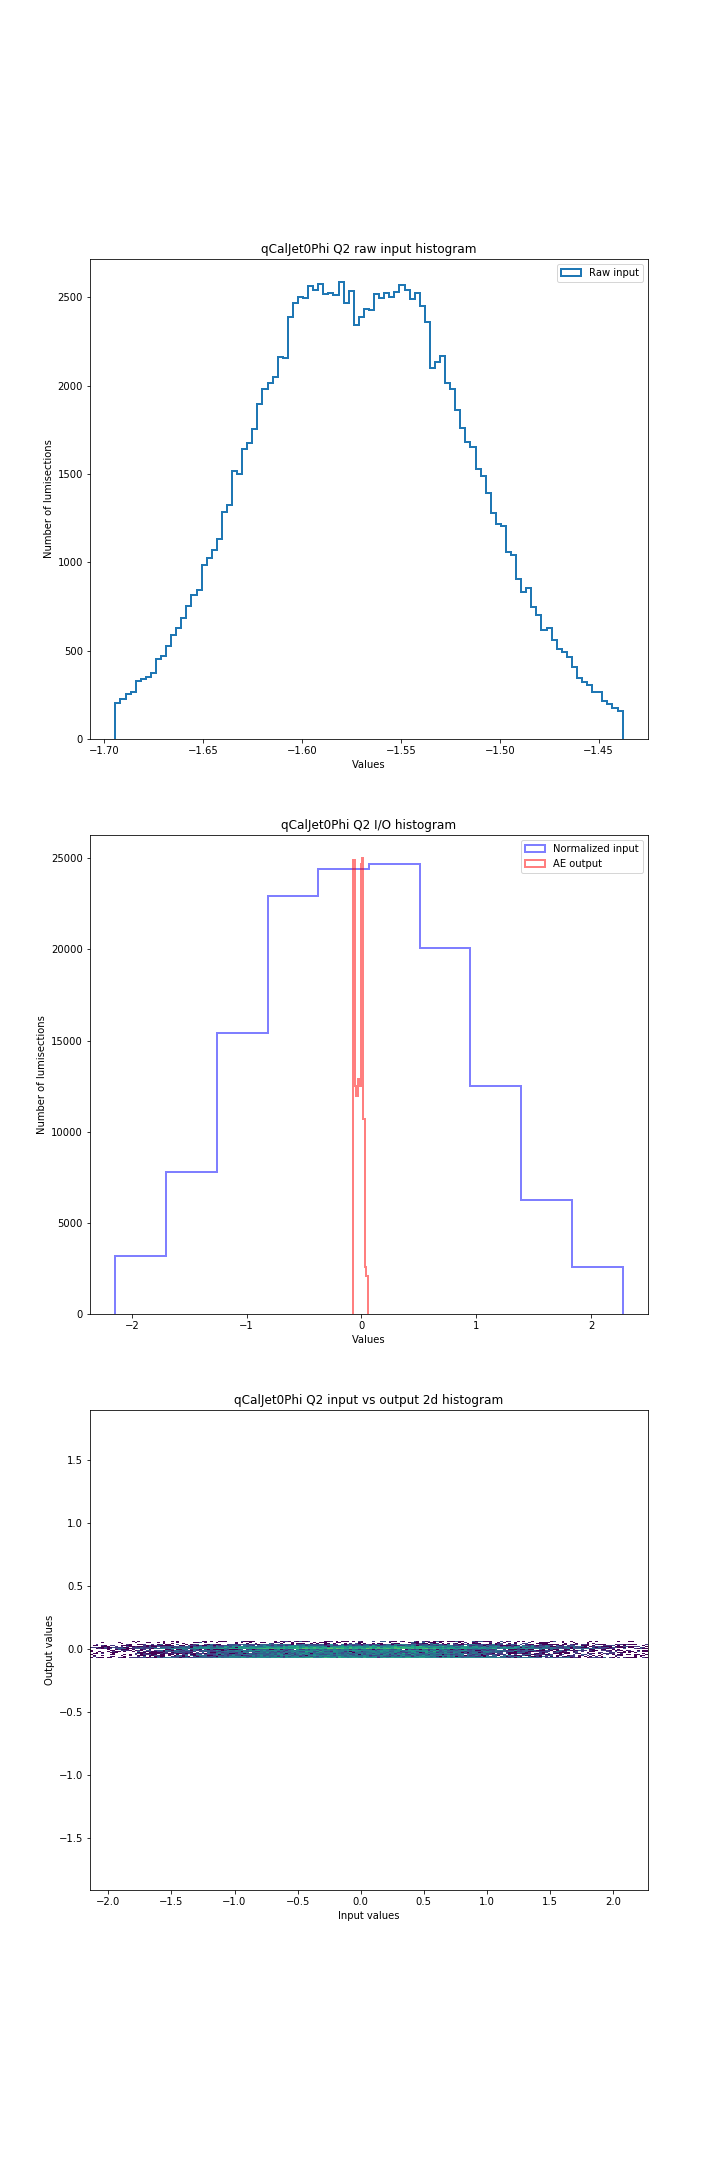 qCalJet0Phi Q2 raw input histogram
Raw input
2500
2000
1500
1000
500
0
Number of lumisections
−1.70 −1.65 −1.60 −1.55 −1.50 −1.45
Values
qCalJet0Phi Q2 I/O histogram
Normalized input
AE output
25000
20000
15000
10000
5000
0
Number of lumisections
−2 −1 0 1 2
Values
qCalJet0Phi Q2 input vs output 2d histogram
1.5
1.0
0.5
0.0
−0.5
−1.0
−1.5
Output values
−2.0 −1.5 −1.0 −0.5 0.0 0.5 1.0 1.5 2.0
Input values